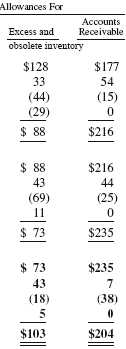 Allowances For
Accounts
Excess and Receivable
obsolete inventory
$128 $177
33 54
(44) (15)
(29) 0
$ 88 $216
$ 88 $216
43 44
(69) (25)
11 0
$ 73 $235
$ 73 $235
43 7
(18) (38)
5 0
$103 $204